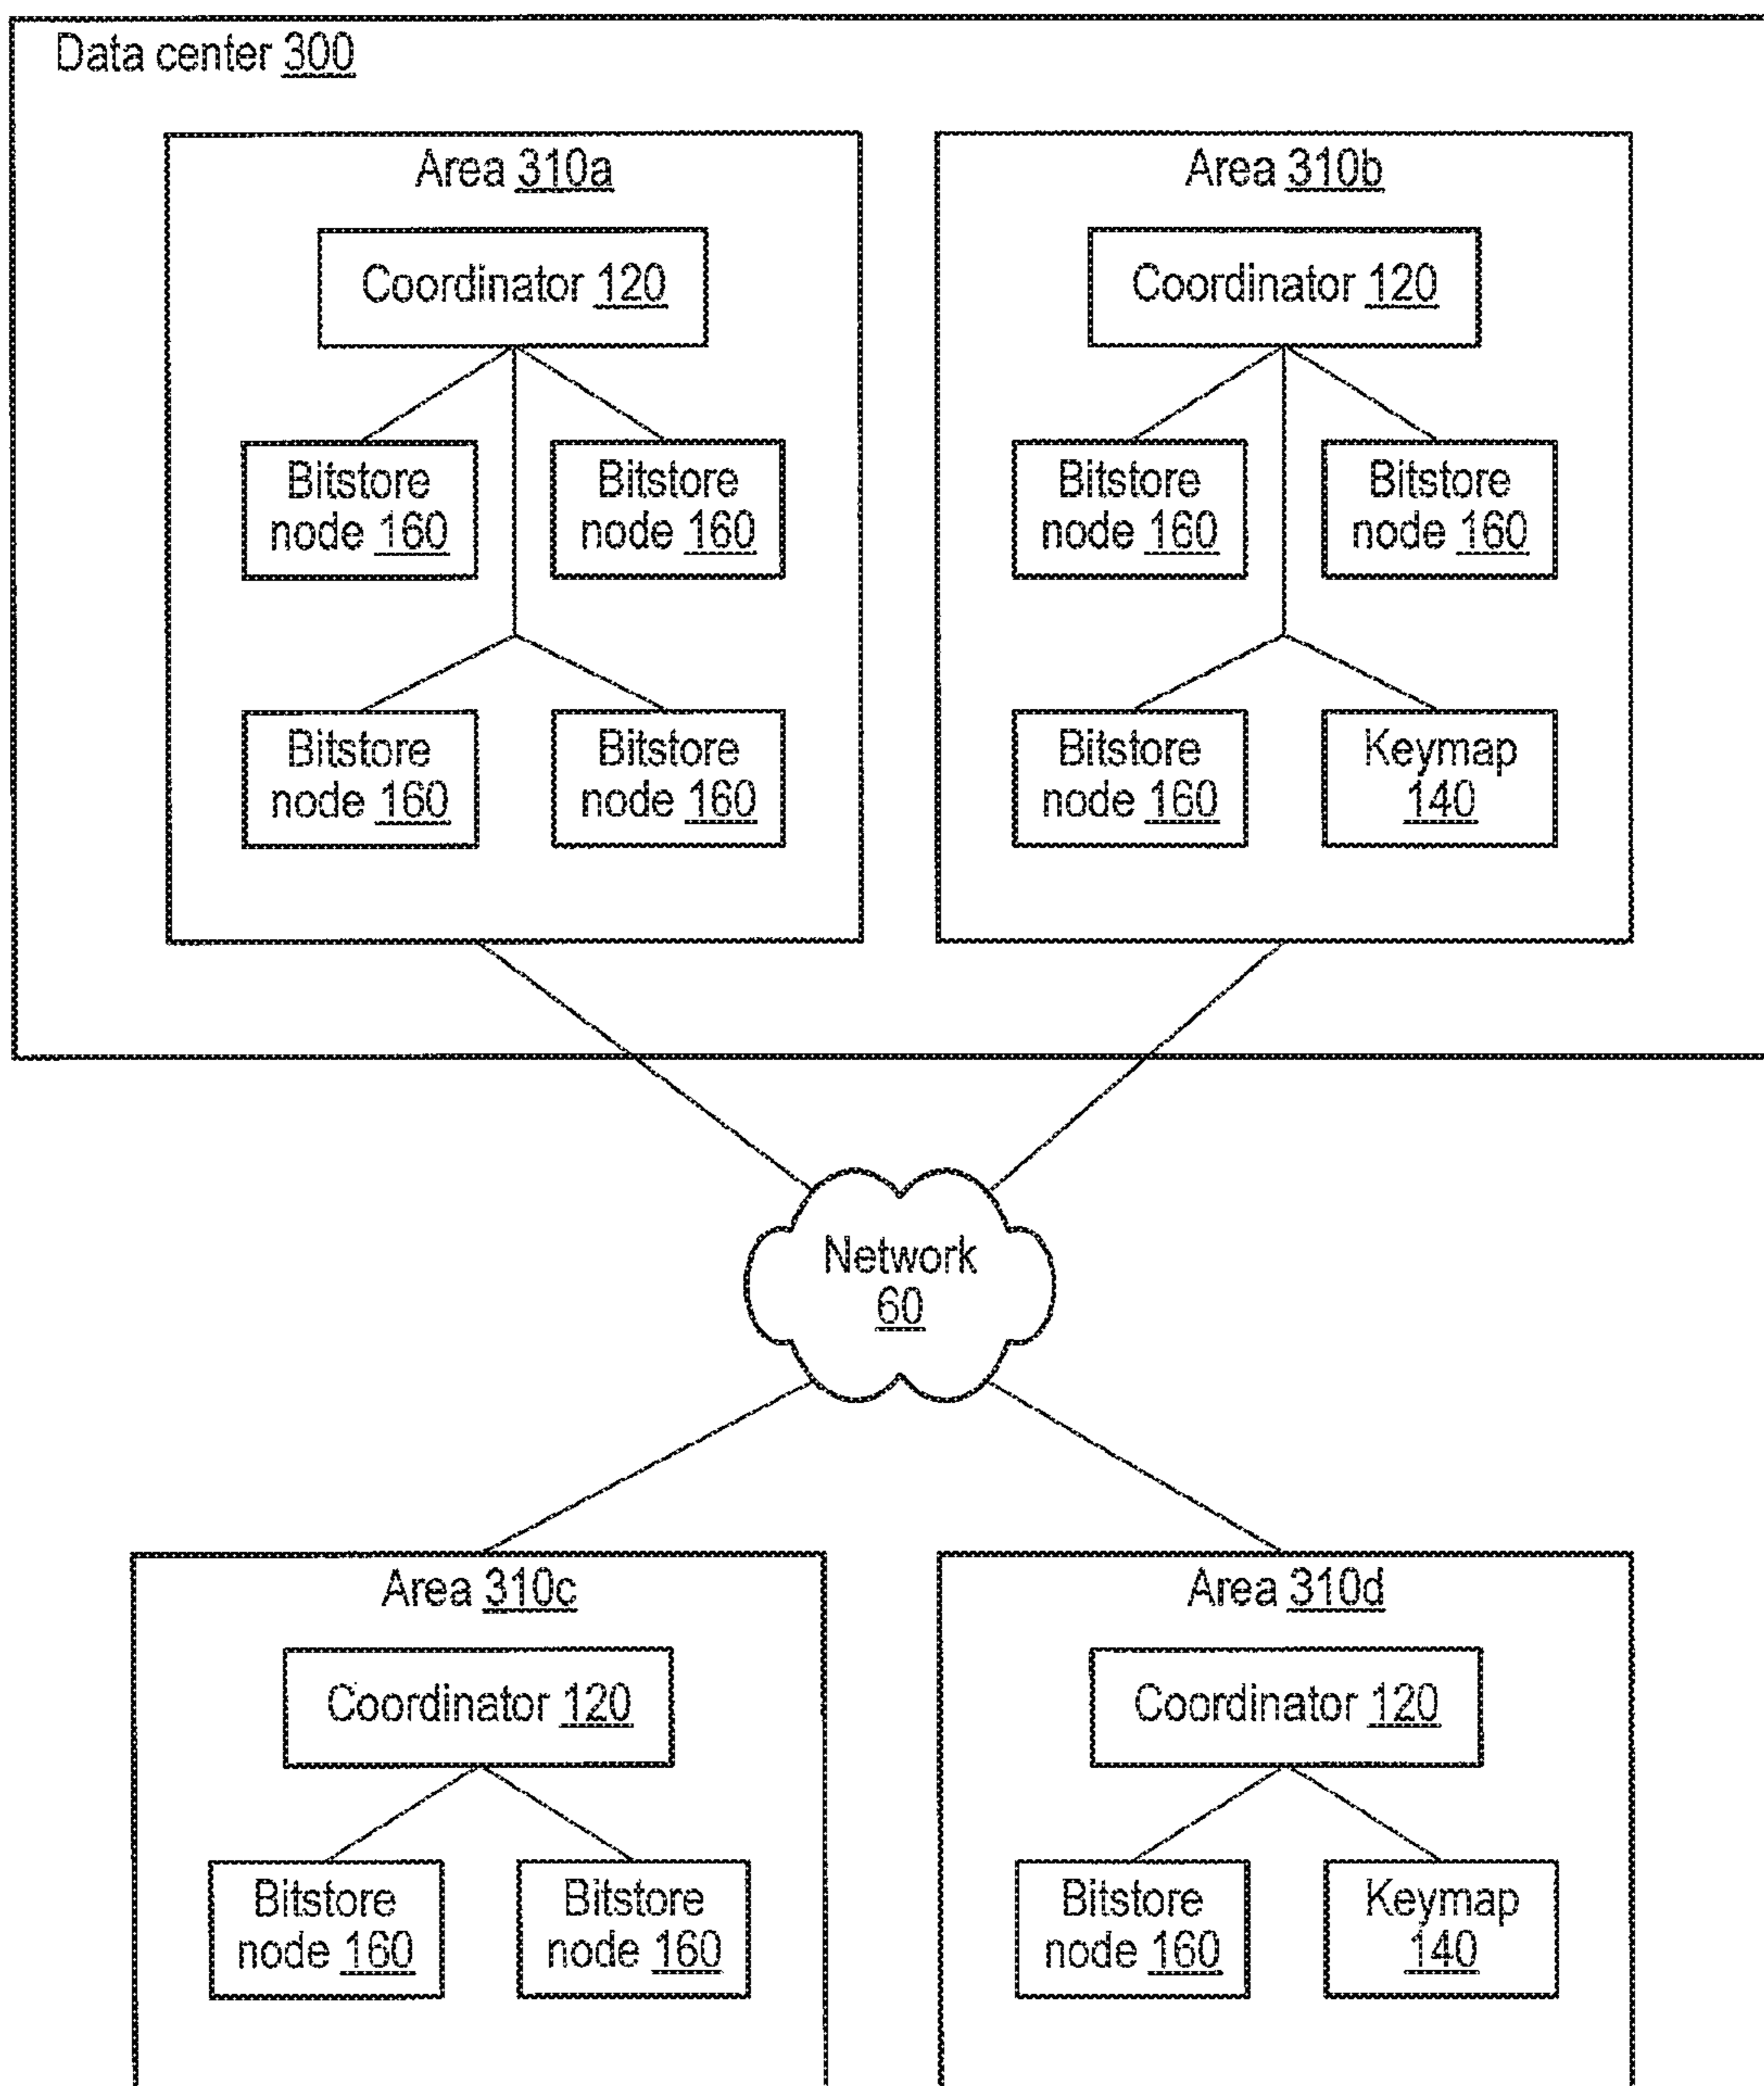 Data center 300
Area 310a
Coordinator 120
Bitstore
node 160
Bitstore
node 160
Bitstore
node 160
Bitstore
node 160
Area 310b
Coordinator 120
Bitstore
node 160
Bitstore
node 160
Bitstore
node 160
Keymap
140
Network
60
Area 310c
Coordinator 120
Bitstore
node 160
Bitstore
node 160
Area 310d
Coordinator 120
Bitstore
node 160
Keymap
140